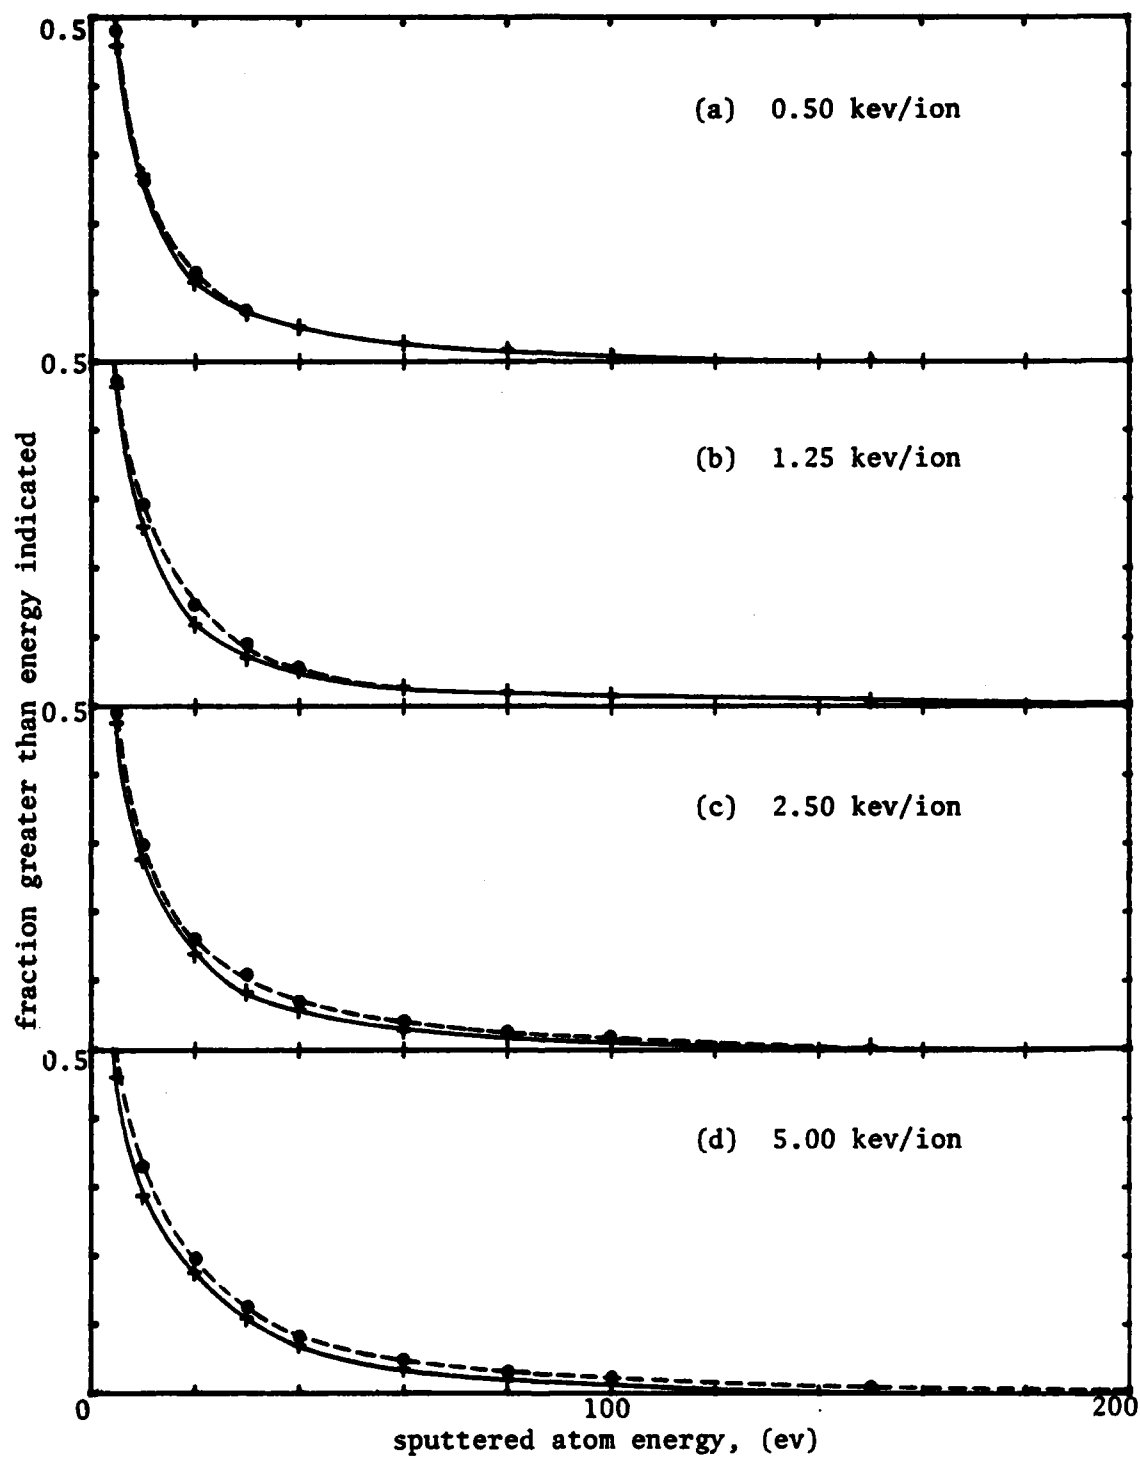 0.5
(a) 0.50 kev/ion
0.5
(b) 1.25 kev/ion
0.5
(c) 2.50 kev/ion
0.5
(d) 5.00 kev/ion
fraction greater than energy indicated
0 100 200
sputtered atom energy, (ev)